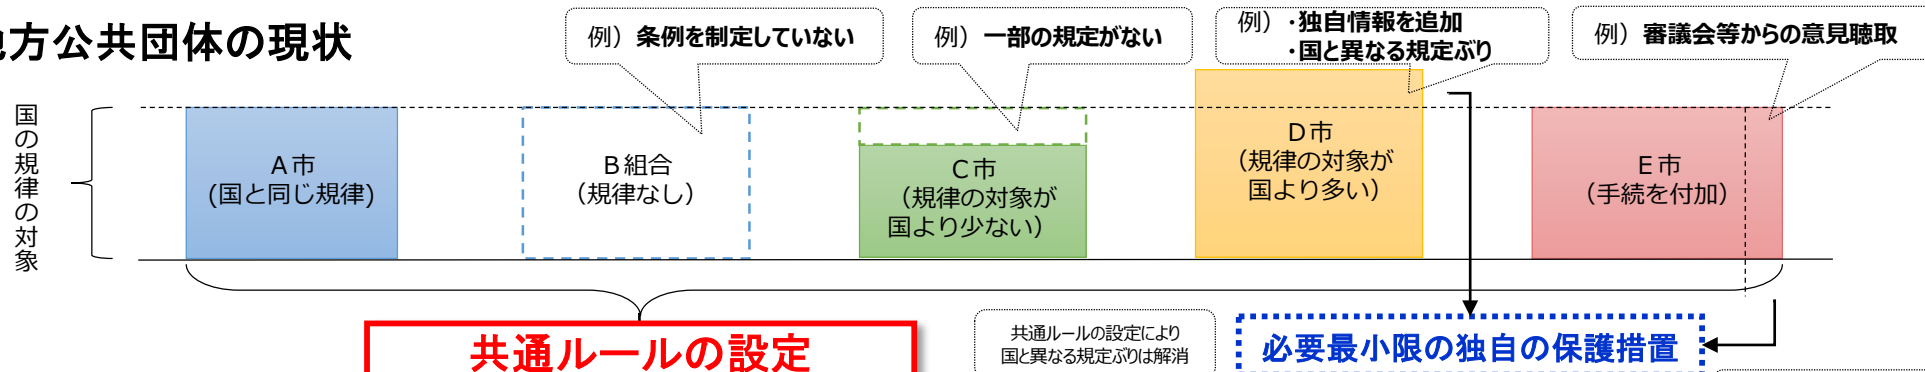 地方公共団体の現状
例）条例を制定していない
例）一部の規定がない
例）・独自情報を追加
・国と異なる規定ぶり
例）審議会等からの意見聴取
国の規律の対象
A市
(国と同じ規律)
B組合
（規律なし）
C市
（規律の対象が
国より少ない）
D市
（規律の対象が
国より多い）
E市
（手続を付加）
共通ルールの設定
共通ルールの設定により
国と異なる規定ぶりは解消
必要最小限の独自の保護措置